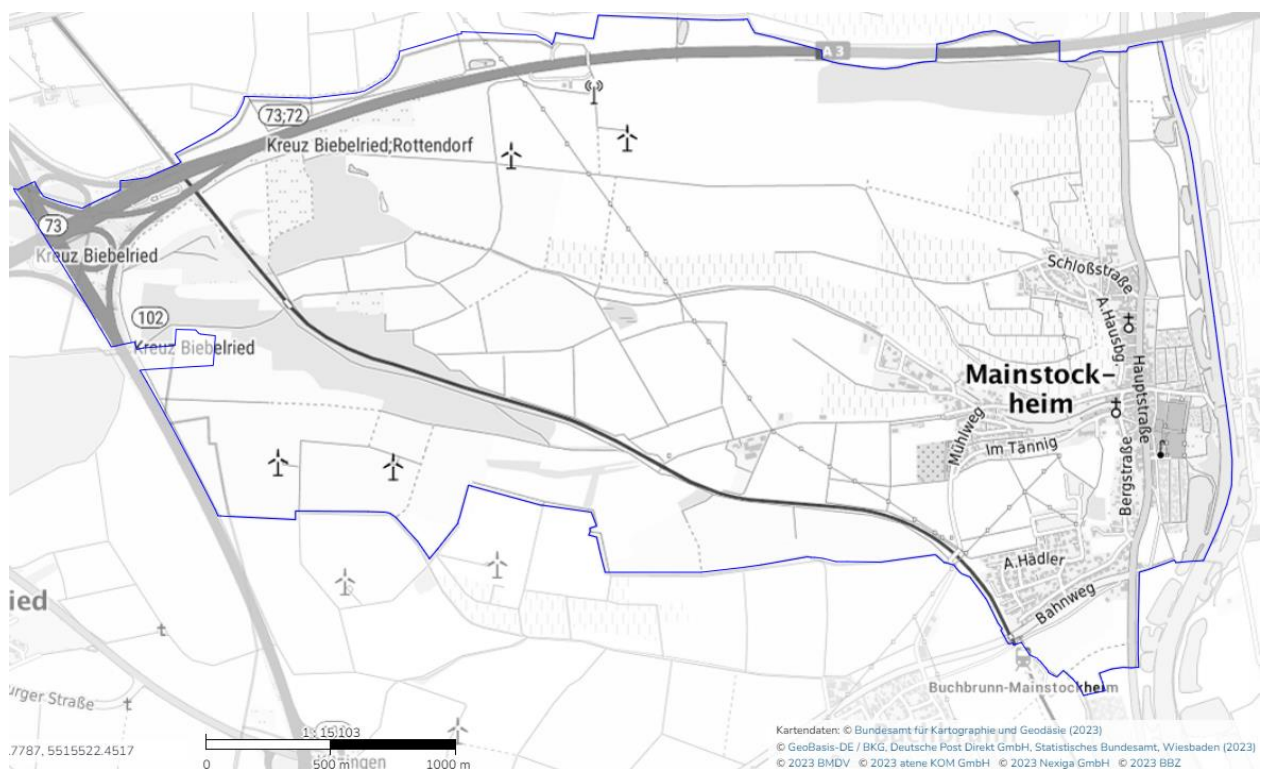 A 3
73;72
Kreuz Biebelried;Rottendorf
73
Kreuz Biebelried
102
Kreuz Biebelried
Schloßstraße
A.Hausbg.
Hauptstraße
Mainstock-
heim
Mühlweg
Im Tännig
Bergstraße
A.Hädler
Bahnweg
ied
Buchbrunn-Mainstockheim
urger Straße
1 : 15.103
0 500 m 1000 m
.7787, 5515522.4517
Kartendaten: © Bundesamt für Kartographie und Geodäsie (2023)
© GeoBasis-DE / BKG, Deutsche Post Direkt GmbH, Statistisches Bundesamt, Wiesbaden (2023)
© 2023 BMDV © 2023 atene KOM GmbH © 2023 Nexiga GmbH © 2023 BBZ